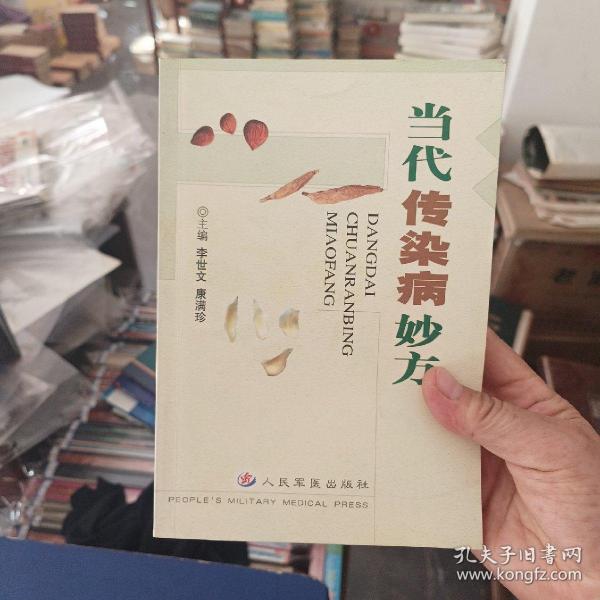 当代传染病妙方
DANGDAI
CHUANRANBING
MIAOFANG
◎主编 李世文 康满珍
人民军医出版社
PEOPLE'S MILITARY MEDICAL PRESS
孔夫子旧书网
www.kongfz.com